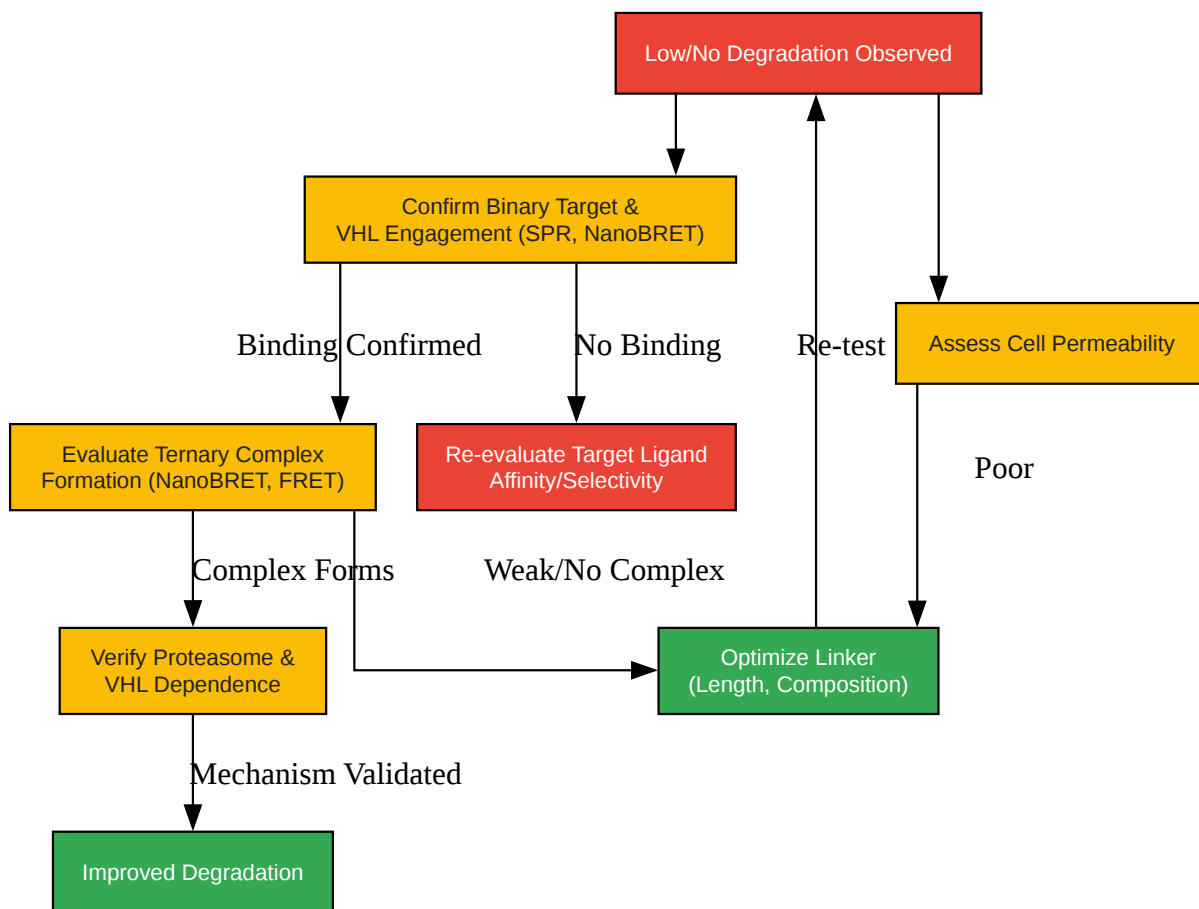 Low/No Degradation Observed
Confirm Binary Target &
VHL Engagement (SPR, NanoBRET)
Binding Confirmed
No Binding
Re-test
Assess Cell Permeability
Evaluate Ternary Complex
Formation (NanoBRET, FRET)
Re-evaluate Target Ligand
Affinity/Selectivity
Poor
Complex Forms
Weak/No Complex
Verify Proteasome &
VHL Dependence
Optimize Linker
(Length, Composition)
Mechanism Validated
Improved Degradation